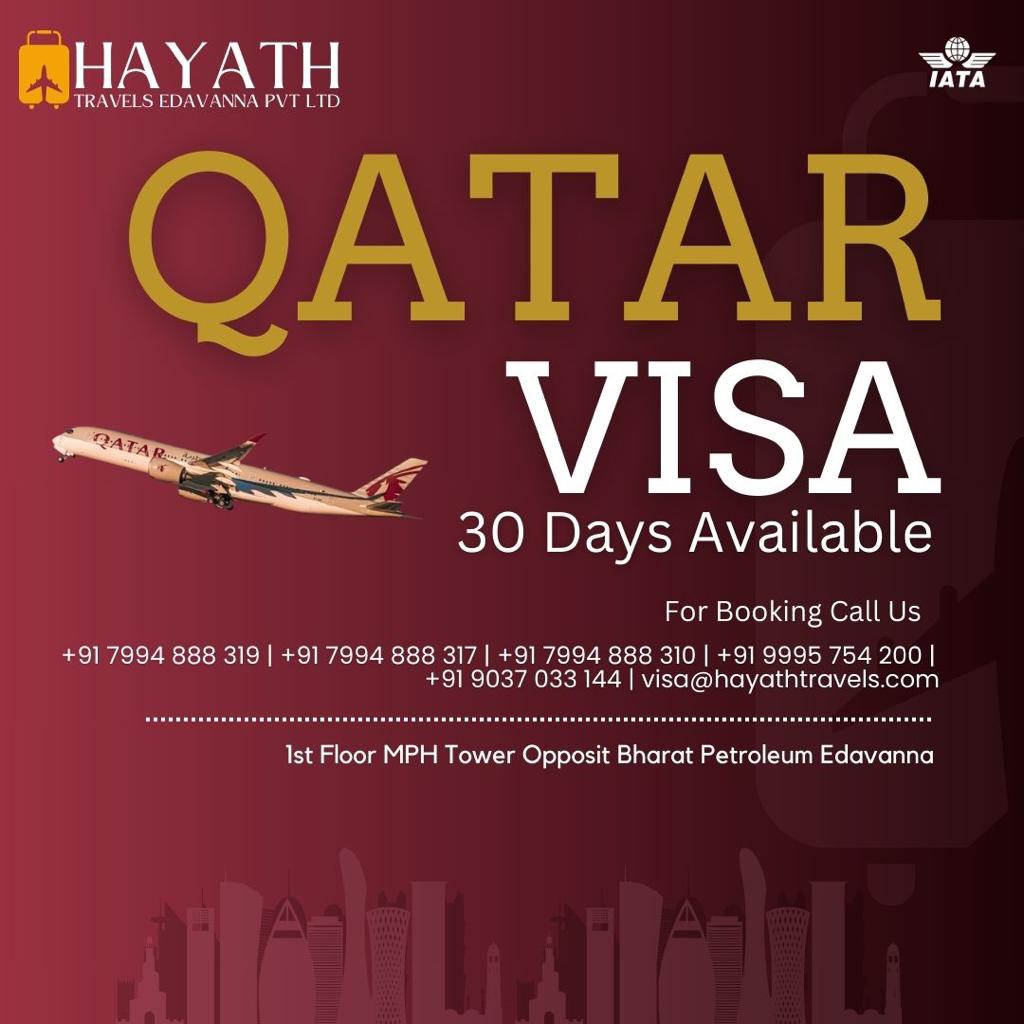 HAYATH
TRAVELS EDAVANNA PVT LTD
IATA
QATAR
VISA
QATAR
30 Days Available
For Booking Call Us
+91 7994 888 319 | +91 7994 888 317 | +91 7994 888 310 | +91 9995 754 200 |
+91 9037 033 144 | visa@hayathtravels.com
1st Floor MPH Tower Opposit Bharat Petroleum Edavanna